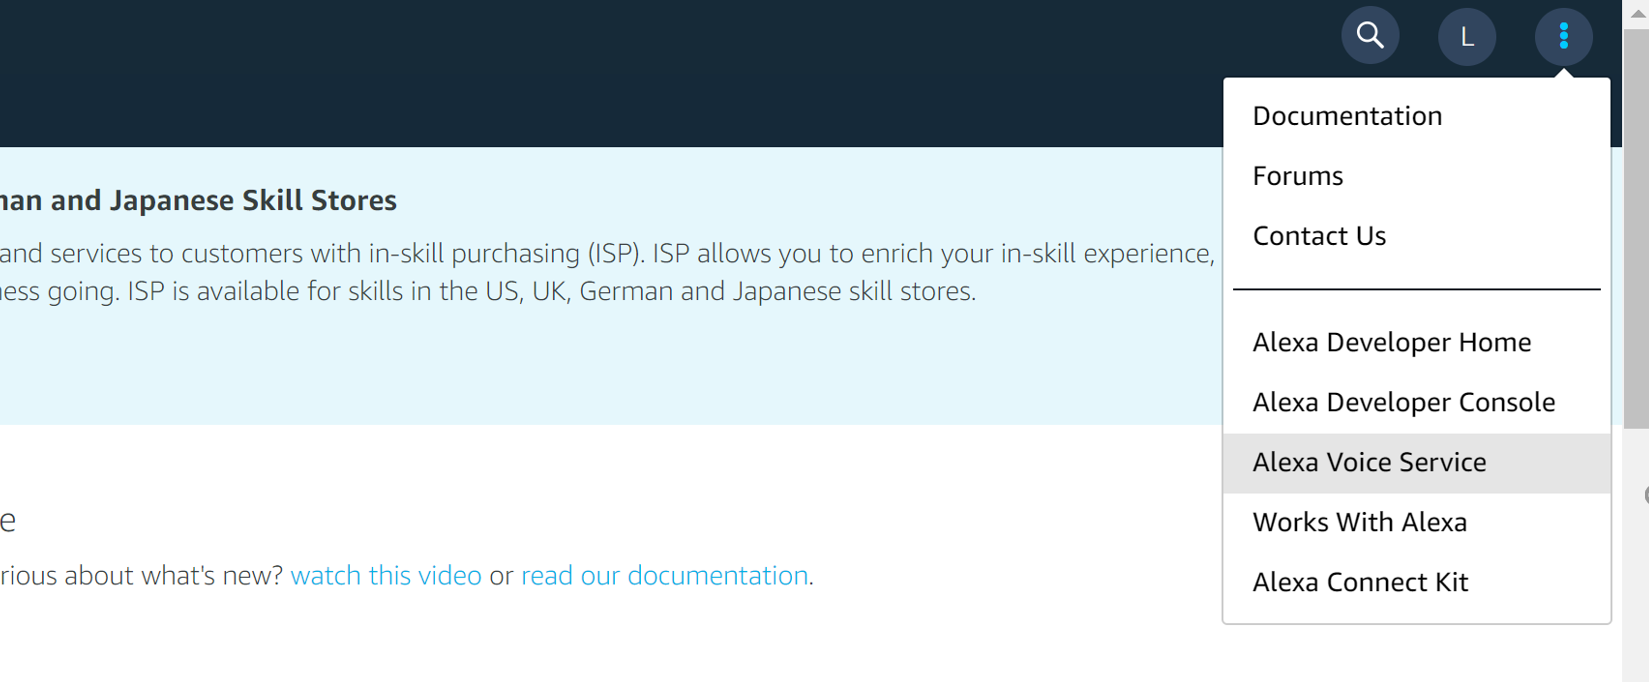 L
Documentation
Forums
Contact Us
Alexa Developer Home
Alexa Developer Console
Alexa Voice Service
Works With Alexa
Alexa Connect Kit
and Japanese Skill Stores
and services to customers with in-skill purchasing (ISP). ISP allows you to enrich your in-skill experience,
going. ISP is available for skills in the US, UK, German and Japanese skill stores.
about what's new? watch this video or read our documentation.